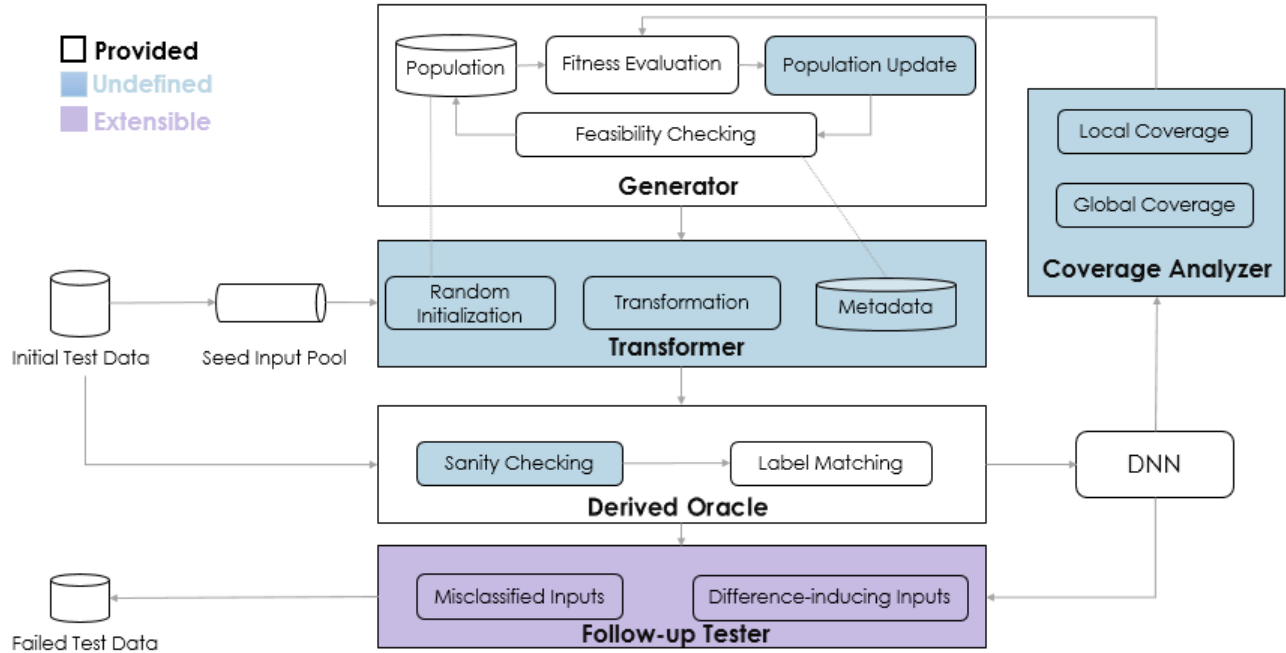 Provided
Undefined
Extensible
Population
Fitness Evaluation
Population Update
Feasibility Checking
Generator
Local Coverage
Global Coverage
Coverage Analyzer
Random
Initialization
Transformation
Metadata
Transformer
Initial Test Data
Seed Input Pool
Sanity Checking
Label Matching
Derived Oracle
DNN
Misclassified Inputs
Difference-inducing Inputs
Follow-up Tester
Failed Test Data